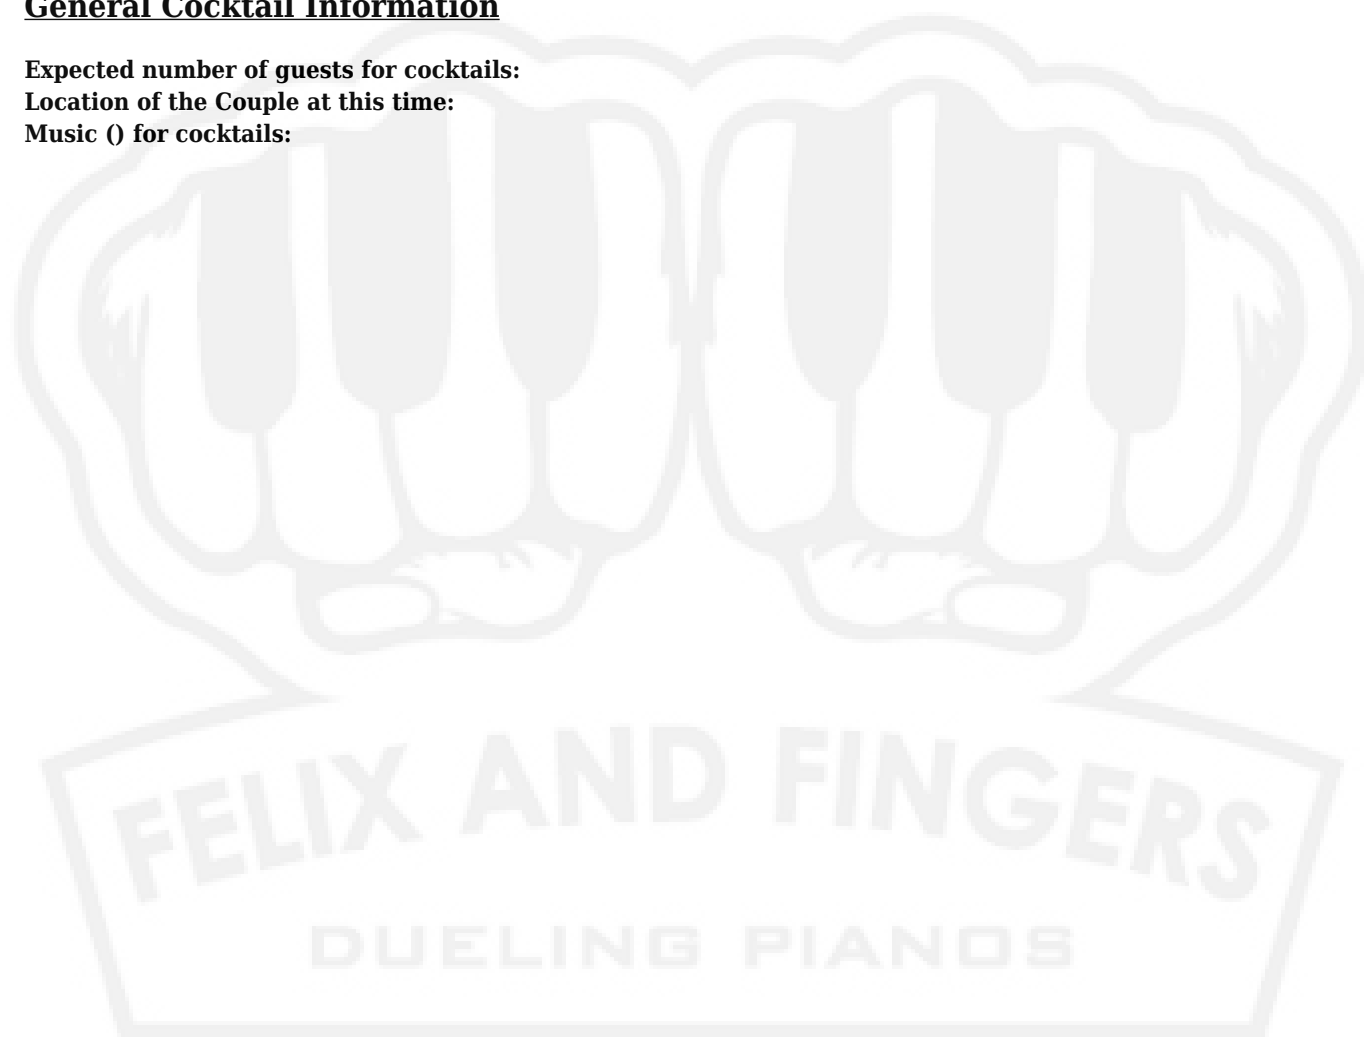 General Cocktail Information
Expected number of guests for cocktails:
Location of the Couple at this time:
Music () for cocktails:
FELIX AND FINGERS
DUELING PIANOS